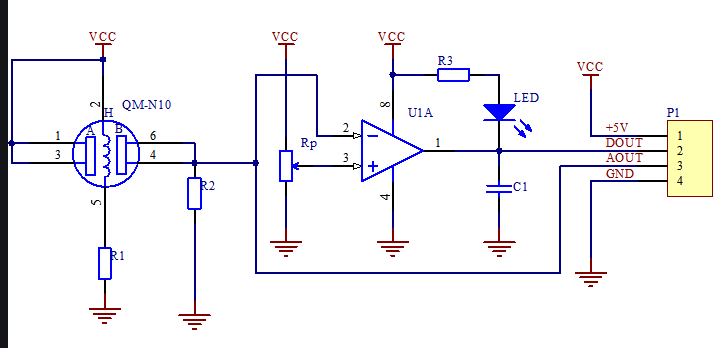 VCC
VCC
VCC
R3
VCC
2
H
QM-N10
8
U1A
LED
P1
1
A
B
6
2
−
+5V
1
DOUT
2
3
4
Rp
3
+
1
AOUT
3
GND
4
R2
5
4
C1
R1